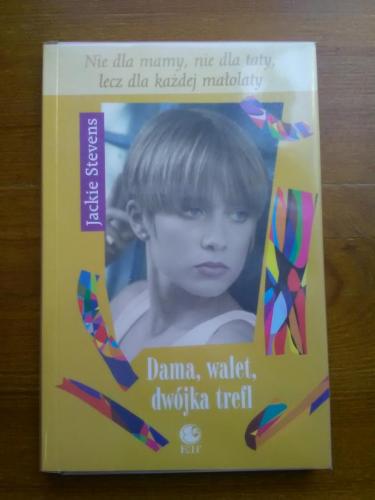 Nie dla mamy, nie dla taty,
lecz dla każdej małolaty
Jackie Stevens
Dama, walet,
dwójka trefl